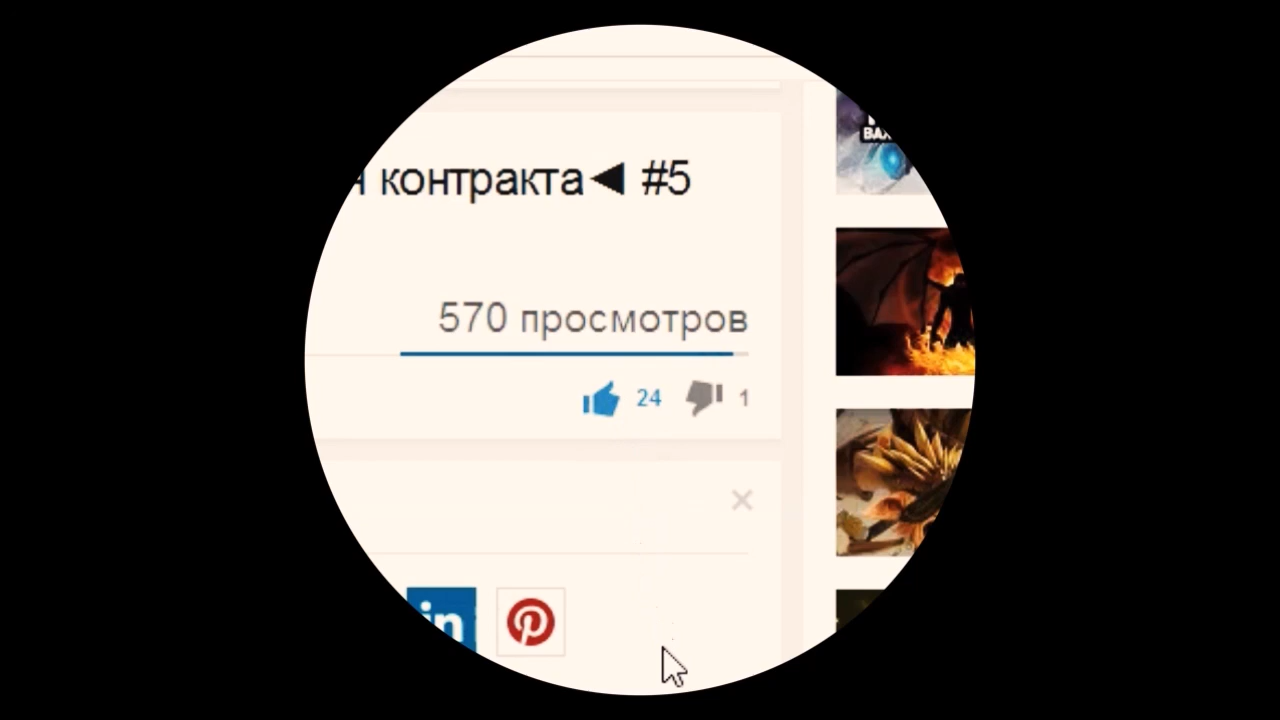 контракта◄ #5
570 просмотров
24 1
in